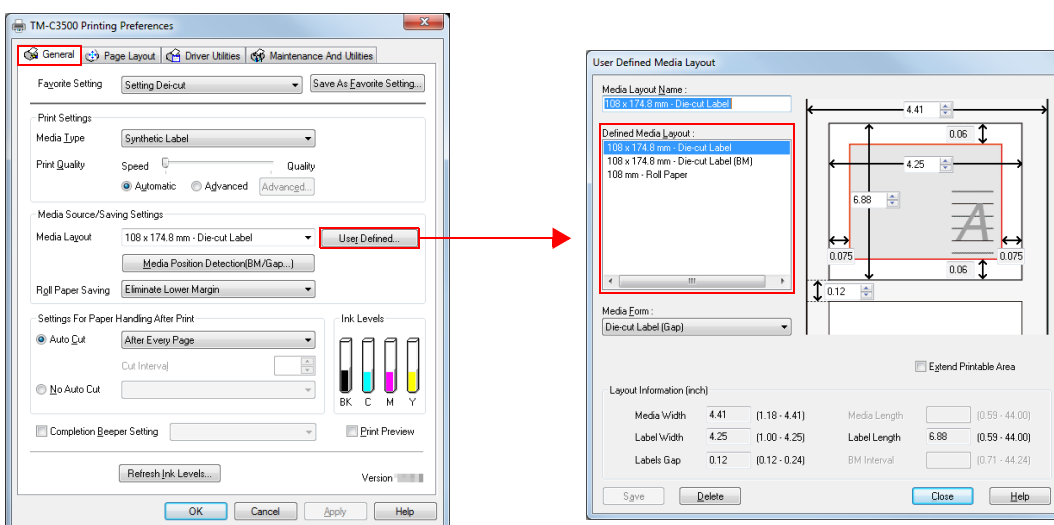 TM-C3500 Printing Preferences
General Page Layout Driver Utilities Maintenance And Utilities
Favorite Setting Setting Dei-cut Save As Favorite Setting...
Print Settings
Media Type Synthetic Label
Print Quality Speed Quality
Automatic Advanced Advanced...
Media Source/Saving Settings
Media Layout 108 x 174.8 mm - Die-cut Label User Defined...
Media Position Detection(BM/Gap...)
Roll Paper Saving Eliminate Lower Margin
Settings For Paper Handling After Print
Auto Cut After Every Page
Cut Interval
No Auto Cut
Ink Levels
BK C M Y
Completion Beeper Setting Print Preview
Refresh Ink Levels... Version
OK Cancel Apply Help
User Defined Media Layout
Media Layout Name :
108 x 174.8 mm - Die-cut Label
Defined Media Layout :
108 x 174.8 mm - Die-cut Label
108 x 174.8 mm - Die-cut Label (BM)
108 mm - Roll Paper
Media Form :
Die-cut Label (Gap)
4.41
0.06
4.25
6.88
A
0.075 0.075
0.06
0.12
Extend Printable Area
Layout Information (inch)
Media Width 4.41 (1.18 - 4.41) Media Length (0.59 - 44.00)
Label Width 4.25 (1.00 - 4.25) Label Length 6.88 (0.59 - 44.00)
Labels Gap 0.12 (0.12 - 0.24) BM Interval (0.71 - 44.24)
Save Delete Close Help